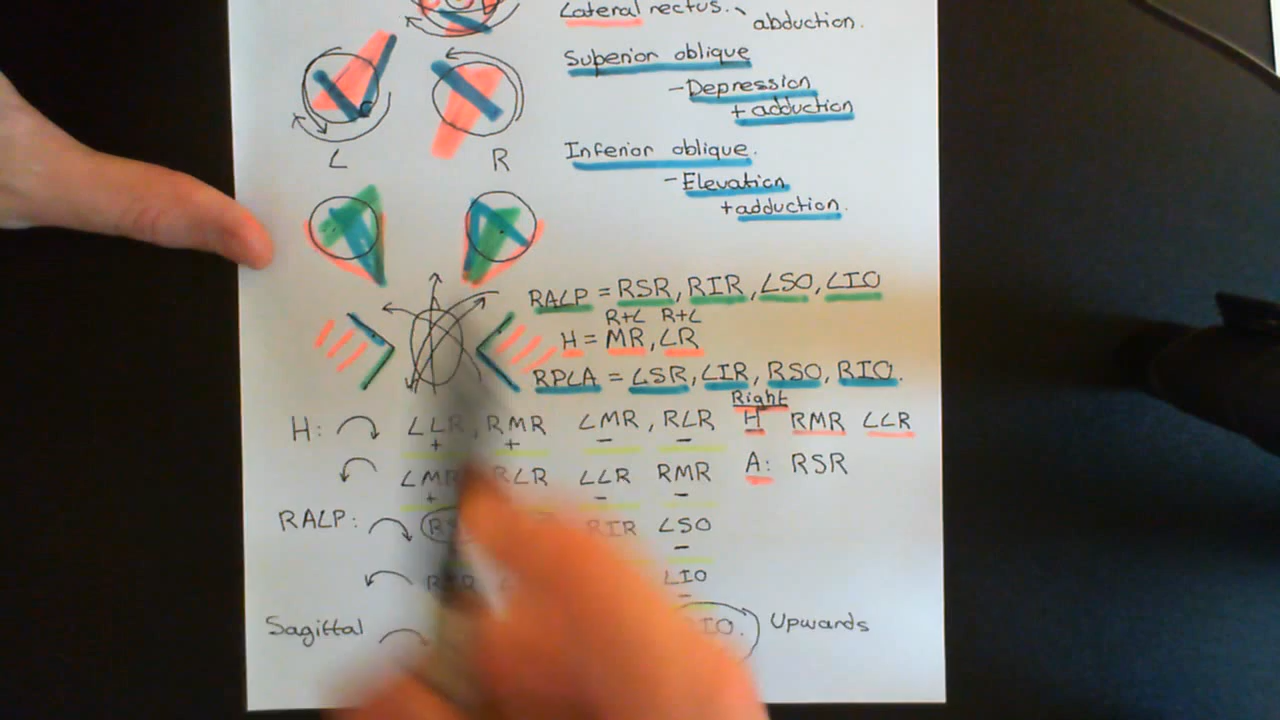 Lateral rectus.
abduction.
Superior oblique
- Depression
+ adduction
L R
Inferior oblique.
- Elevation
+ adduction.
RALP = RSR, RIR, LSO, LIO
R+L R+L
H = MR, LR
RPLA = LSR, LIR, RSO, RIO.
Right
H: LLR, RMR LMR, RLR H RMR LLR
+ + - -
LMR RLR LLR RMR A: RSR
+ - -
RALP: RIR LSO
-
LIO
-
Sagittal RIO. Upwards